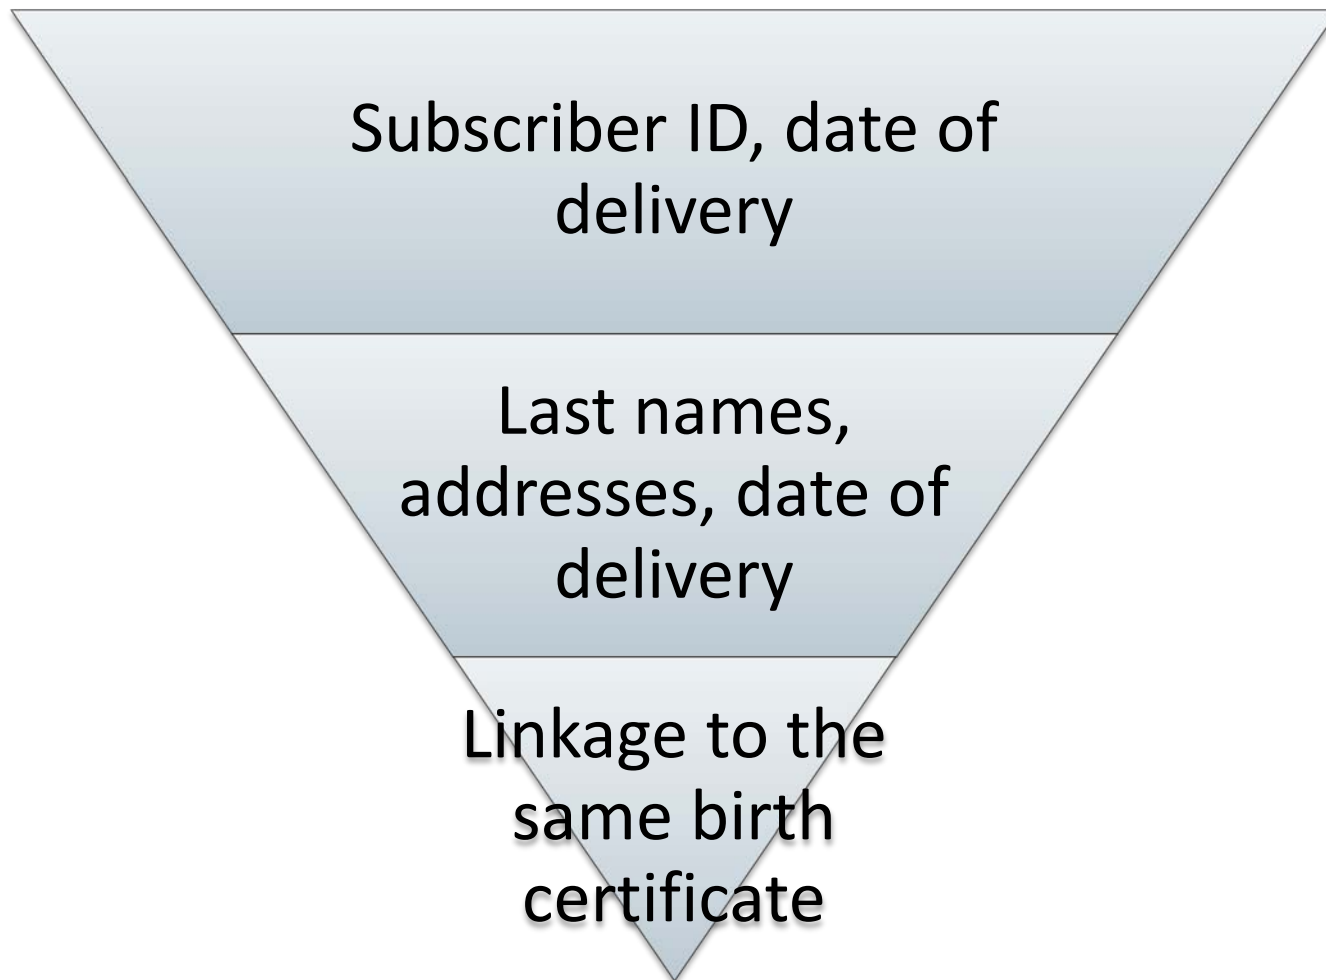 Subscriber ID, date of
delivery
Last names,
addresses, date of
delivery
Linkage to the
same birth
certificate